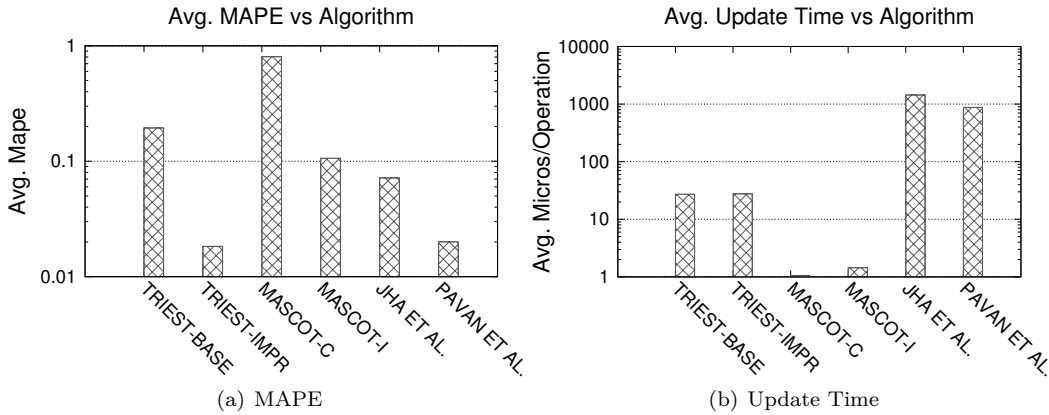 Avg. MAPE vs Algorithm
Avg. Mape
1
0.1
0.01
TRIEST-BASE
TRIEST-IMPR
MASCOT-C
MASCOT-I
JHA ET AL.
PAVAN ET AL.
(a) MAPE
Avg. Update Time vs Algorithm
Avg. Micros/Operation
10000
1000
100
10
1
TRIEST-BASE
TRIEST-IMPR
MASCOT-C
MASCOT-I
JHA ET AL.
PAVAN ET AL.
(b) Update Time